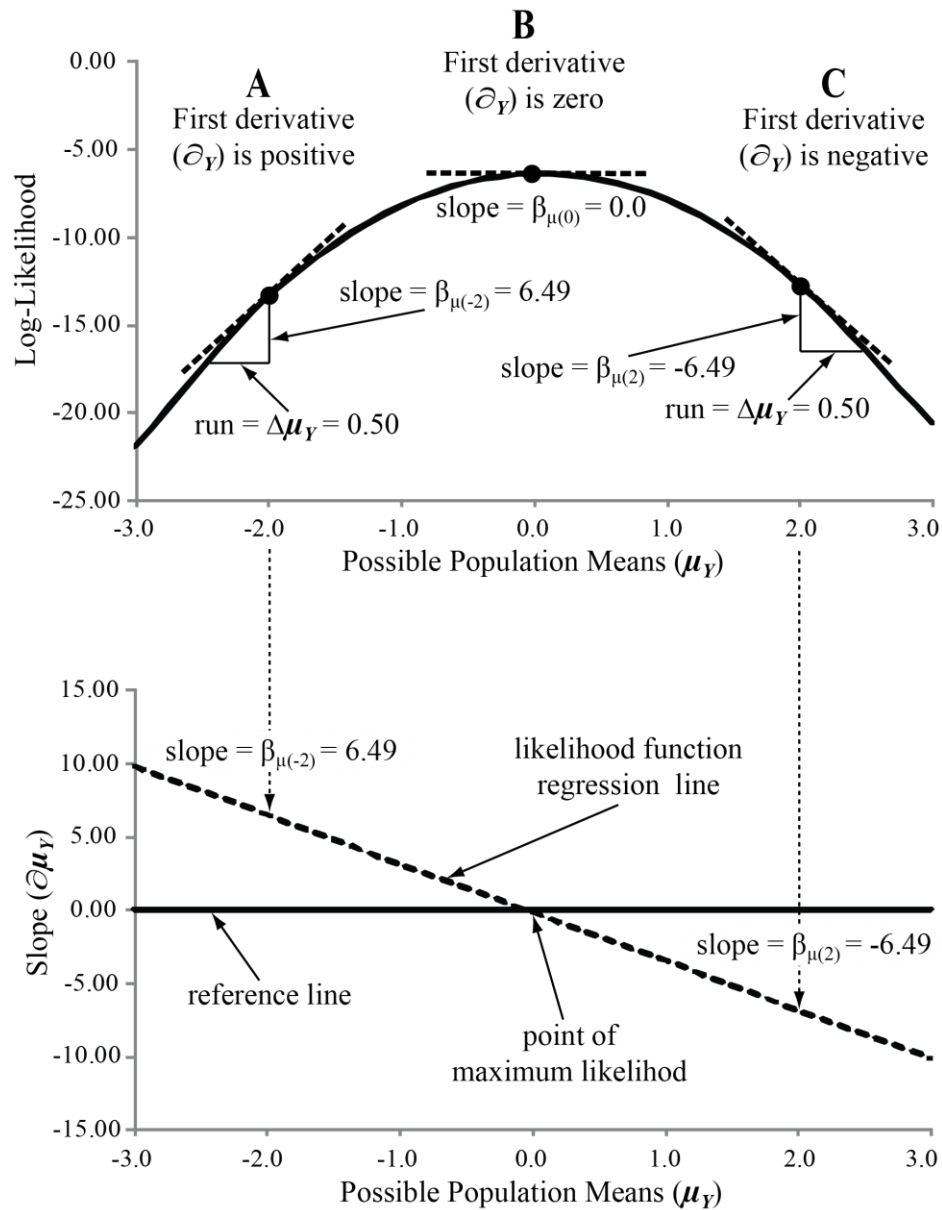 B
First derivative
(∂Y) is zero
A
First derivative
(∂Y) is positive
C
First derivative
(∂Y) is negative
0.00
-5.00
-10.00
-15.00
-20.00
-25.00
Log-Likelihood
slope = βμ(0) = 0.0
slope = βμ(-2) = 6.49
slope = βμ(2) = -6.49
run = ΔμY = 0.50
run = ΔμY = 0.50
-3.0 -2.0 -1.0 0.0 1.0 2.0 3.0
Possible Population Means (μY)
15.00
10.00
5.00
0.00
-5.00
-10.00
-15.00
Slope (∂μY)
slope = βμ(-2) = 6.49
likelihood function
regression line
slope = βμ(2) = -6.49
reference line
point of
maximum likelihod
-3.0 -2.0 -1.0 0.0 1.0 2.0 3.0
Possible Population Means (μY)